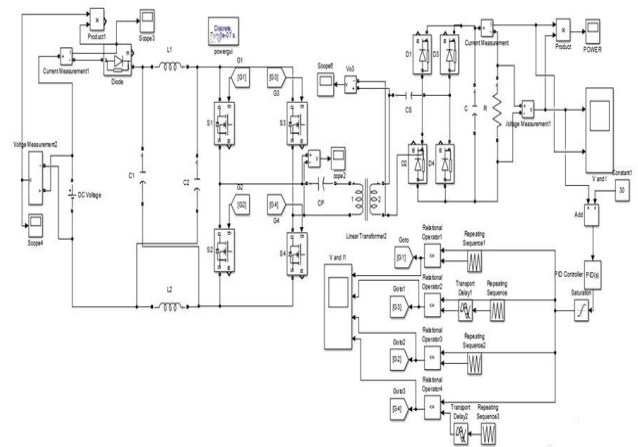 Product1
Scope3
Current Measurement1
Diode
L1
Discrete,
powergui
G1
[G1]
[G3]
G3
S1
S3
Voltage Measurement2
DC Voltage
Scope4
C1
C2
G2
[G2]
[G4]
G4
S2
S4
L2
CP
1
2
Linear Transformer2
Scope5
Vo3
CS
D1
D3
D2
D4
Current Measurement
C
R
Voltage Measurement1
Product
POWER
V and I
Constant1
30
Add
PID Controller
PID(s)
Saturation
V and I1
Goto
[G1]
Relational
Operator1
Repeating
Sequence1
Goto1
[G3]
Relational
Operator2
Transport
Delay1
Repeating
Sequence
Goto2
[G2]
Relational
Operator3
Repeating
Sequence2
Goto3
[G4]
Relational
Operator4
Transport
Delay2
Repeating
Sequence3